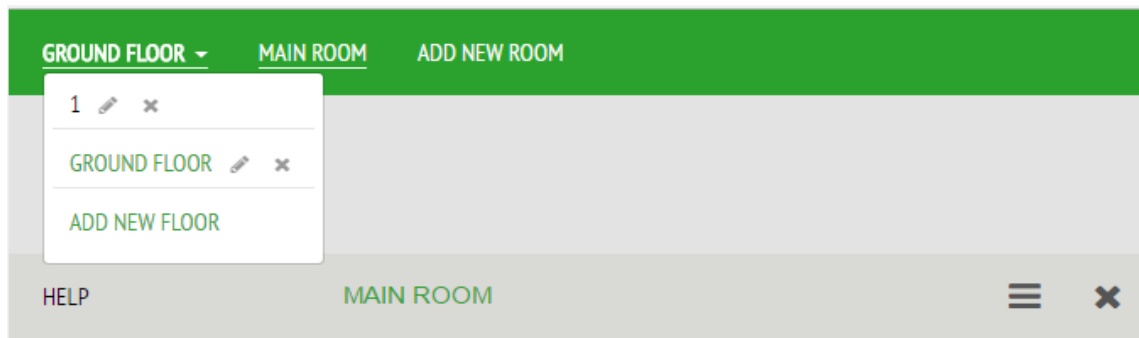 GROUND FLOOR MAIN ROOM ADD NEW ROOM
1
GROUND FLOOR
ADD NEW FLOOR
HELP MAIN ROOM